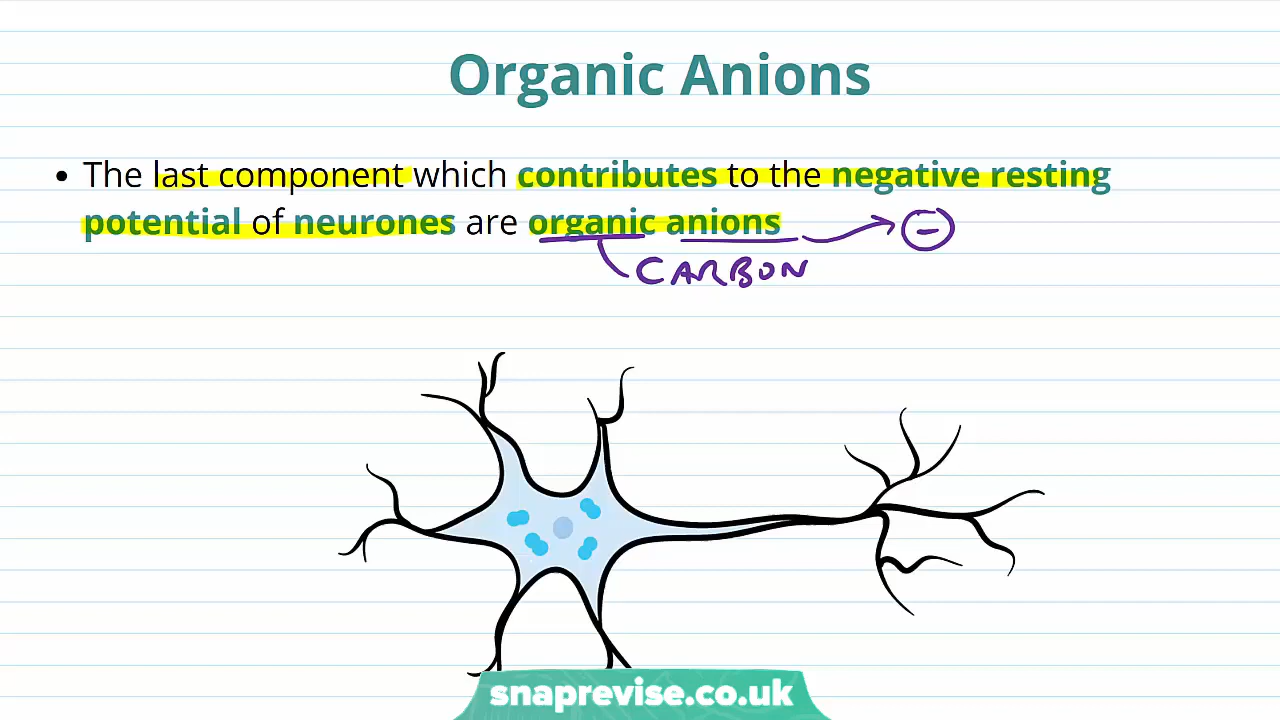 Organic Anions
• The last component which contributes to the negative resting
potential of neurones are organic anions
CARBON
snaprevise.co.uk